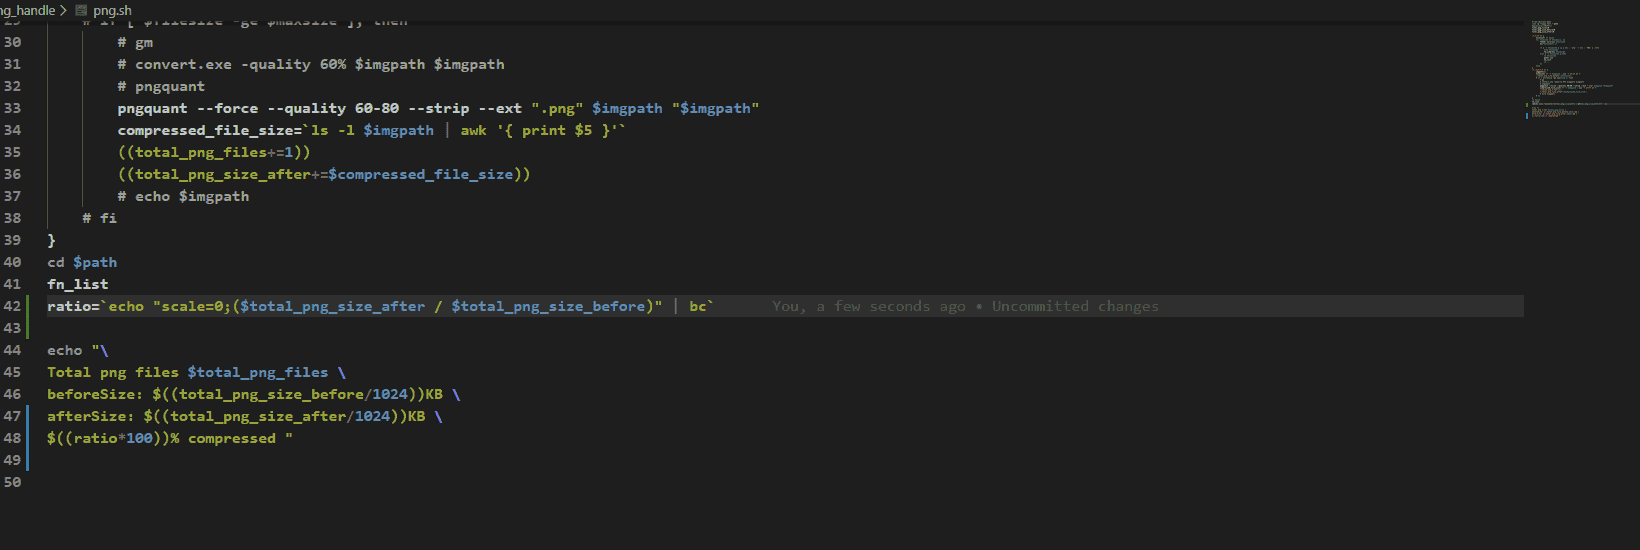 ng_handle > png.sh
29 # if [ $filesize -ge $maxsize ]; then
30 # gm
31 # convert.exe -quality 60% $imgpath $imgpath
32 # pngquant
33 pngquant --force --quality 60-80 --strip --ext ".png" $imgpath "$imgpath"
34 compressed_file_size=`ls -l $imgpath | awk '{ print $5 }'`
35 ((total_png_files+=1))
36 ((total_png_size_after+=$compressed_file_size))
37 # echo $imgpath
38 # fi
39 }
40 cd $path
41 fn_list
42 ratio=`echo "scale=0;($total_png_size_after / $total_png_size_before)" | bc` You, a few seconds ago • Uncommitted changes
43
44 echo "\
45 Total png files $total_png_files \
46 beforeSize: $((total_png_size_before/1024))KB \
47 afterSize: $((total_png_size_after/1024))KB \
48 $((ratio*100))% compressed "
49
50